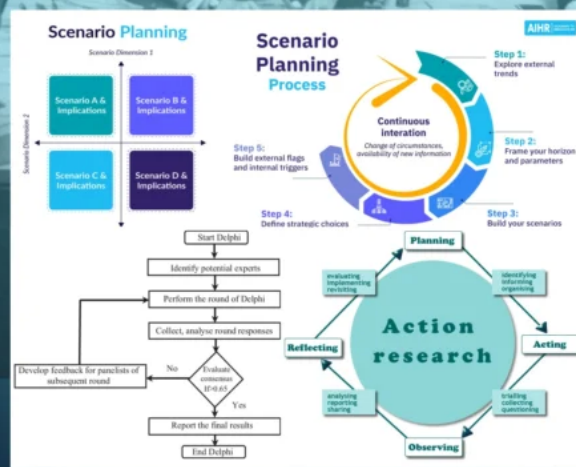 Scenario Planning
Scenario Dimension 1
Scenario Dimension 2
Scenario A &
Implications
Scenario B &
Implications
Scenario C &
Implications
Scenario D &
Implications
AIHR
Scenario
Planning
Process
Continuous
interation
Change of circumstances,
availability of new information
Step 1:
Explore external
trends
Step 2:
Frame your horizon
and parameters
Step 3:
Build your scenarios
Step 4:
Define strategic choices
Step 5:
Build external flags
and internal triggers
Start Delphi
Identify potential experts
Perform the round of Delphi
Collect, analyse round responses
Evaluate
consensus
If>0.65
No
Yes
Develop feedback for panelists of
subsequent round
Report the final results
End Delphi
Action
research
Planning
identifying
informing
organising
Acting
trialling
collecting
questioning
Observing
analysing
reporting
sharing
Reflecting
evaluating
implementing
revisiting